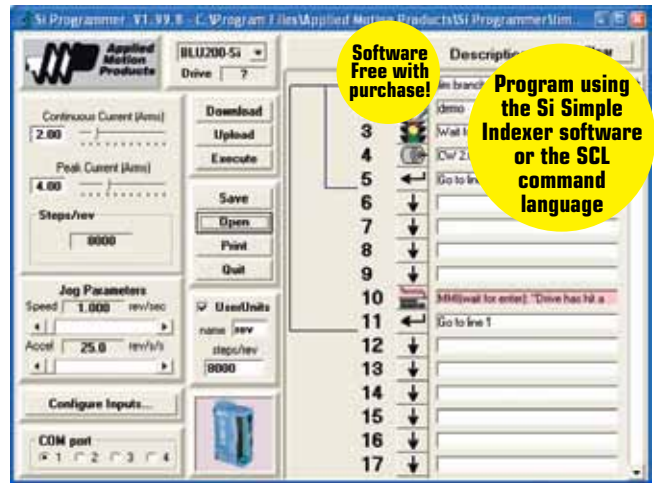 Si Programmer V1.99.8 - C:\Program Files\Applied Motion Products\Si Programmer\lim...
Applied
Motion
Products
BLU200-Si
Drive ?
Continuous Current (Arms)
2.00
Peak Current (Arms)
4.00
Steps/rev
8000
Jog Parameters
Speed 1.000 rev/sec
Accel 25.0 rev/s/s
Configure Inputs...
COM port
1 2 3 4
Download
Upload
Execute
Save
Open
Print
Quit
UserUnits
name rev
steps/rev
8000
Software
Free with
purchase!
Program using
the Si Simple
Indexer software
or the SCL
command
language
demo
3
4 CW 2.0
5 Go to line
6
7
8
9
10 MMI(wait for enter): "Drive has hit a
11 Go to line 1
12
13
14
15
16
17